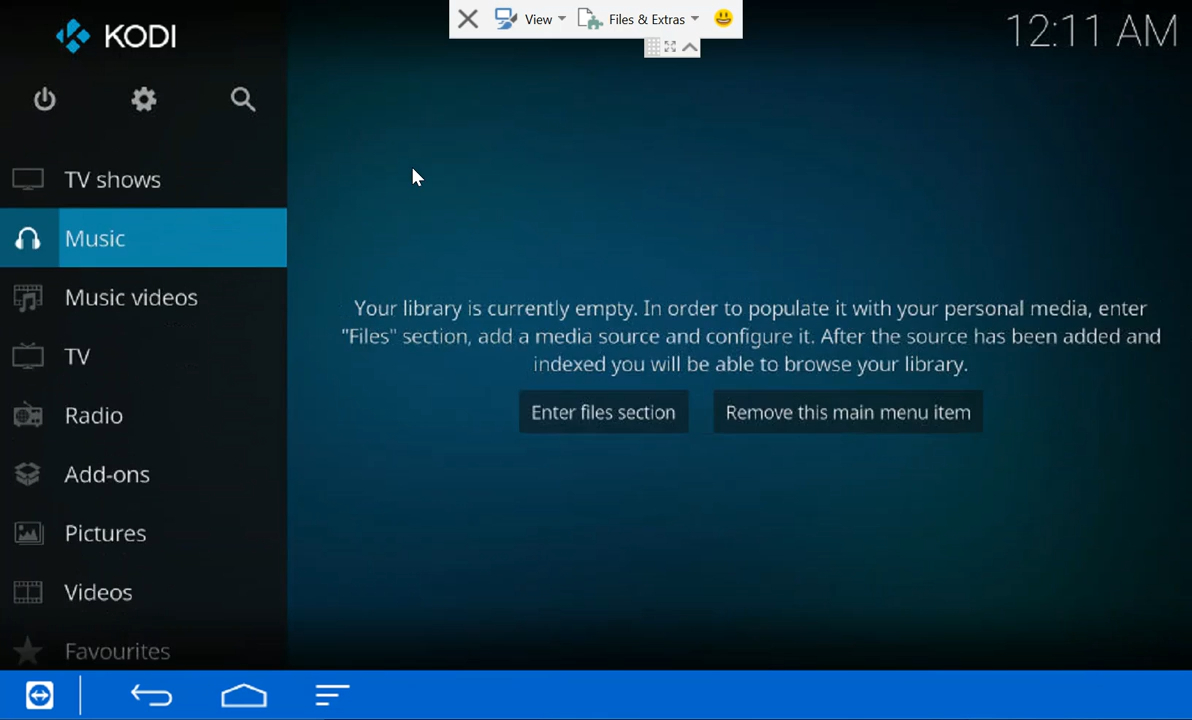 KODI
View
Files & Extras
12:11 AM
TV shows
Music
Music videos
TV
Radio
Add-ons
Pictures
Videos
Favourites
Your library is currently empty. In order to populate it with your personal media, enter
"Files" section, add a media source and configure it. After the source has been added and
indexed you will be able to browse your library.
Enter files section
Remove this main menu item